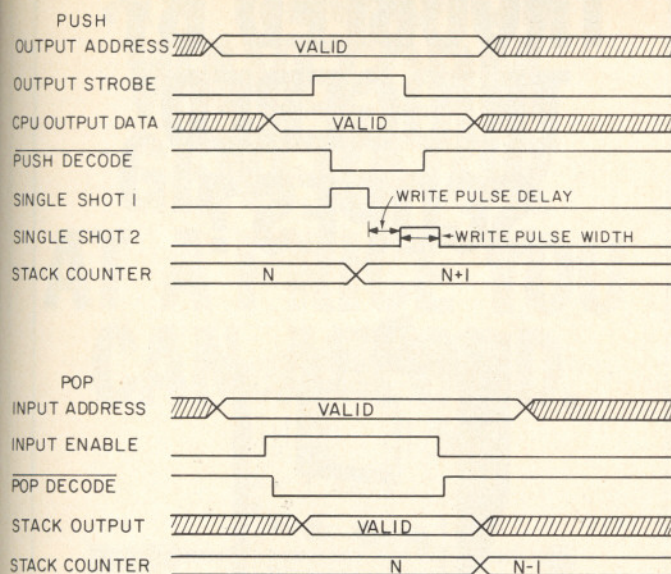 PUSH
OUTPUT ADDRESS VALID
OUTPUT STROBE
CPU OUTPUT DATA VALID
PUSH DECODE
SINGLE SHOT 1 WRITE PULSE DELAY
SINGLE SHOT 2 WRITE PULSE WIDTH
STACK COUNTER N N+1
POP
INPUT ADDRESS VALID
INPUT ENABLE
POP DECODE
STACK OUTPUT VALID
STACK COUNTER N N-1